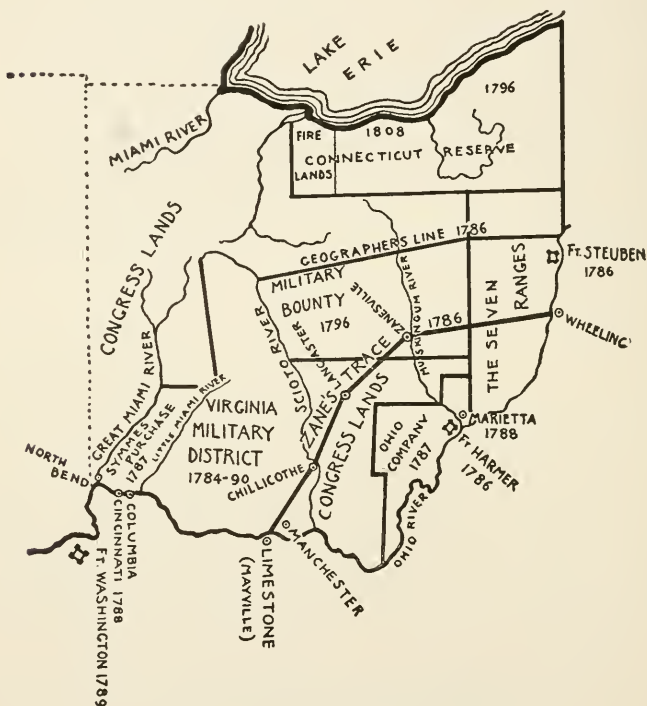 LAKE
ERIE
1796
MIAMI RIVER
FIRE
LANDS
1808
CONNECTICUT RESERVE
CONGRESS LANDS
GEOGRAPHERS LINE 1786
FT. STEUBEN
1786
MILITARY
BOUNTY
1796
ZANESVILLE
MUSKINGUM RIVER
1786
THE SEVEN
RANGES
WHEELING
SCIOTO RIVER
LANCASTER
ZANE'S TRACE
CONGRESS LANDS
GREAT MIAMI RIVER
SYMMES
PURCHASE
1787
LITTLE MIAMI RIVER
VIRGINIA
MILITARY
DISTRICT
1784-90
OHIO
COMPANY
1787
MARIETTA
1788
FT. HARMER
1786
NORTH
BEND
CHILLICOTHE
OHIO RIVER
COLUMBIA
CINCINNATI 1788
FT. WASHINGTON 1789
LIMESTONE
(MAYVILLE)
MANCHESTER